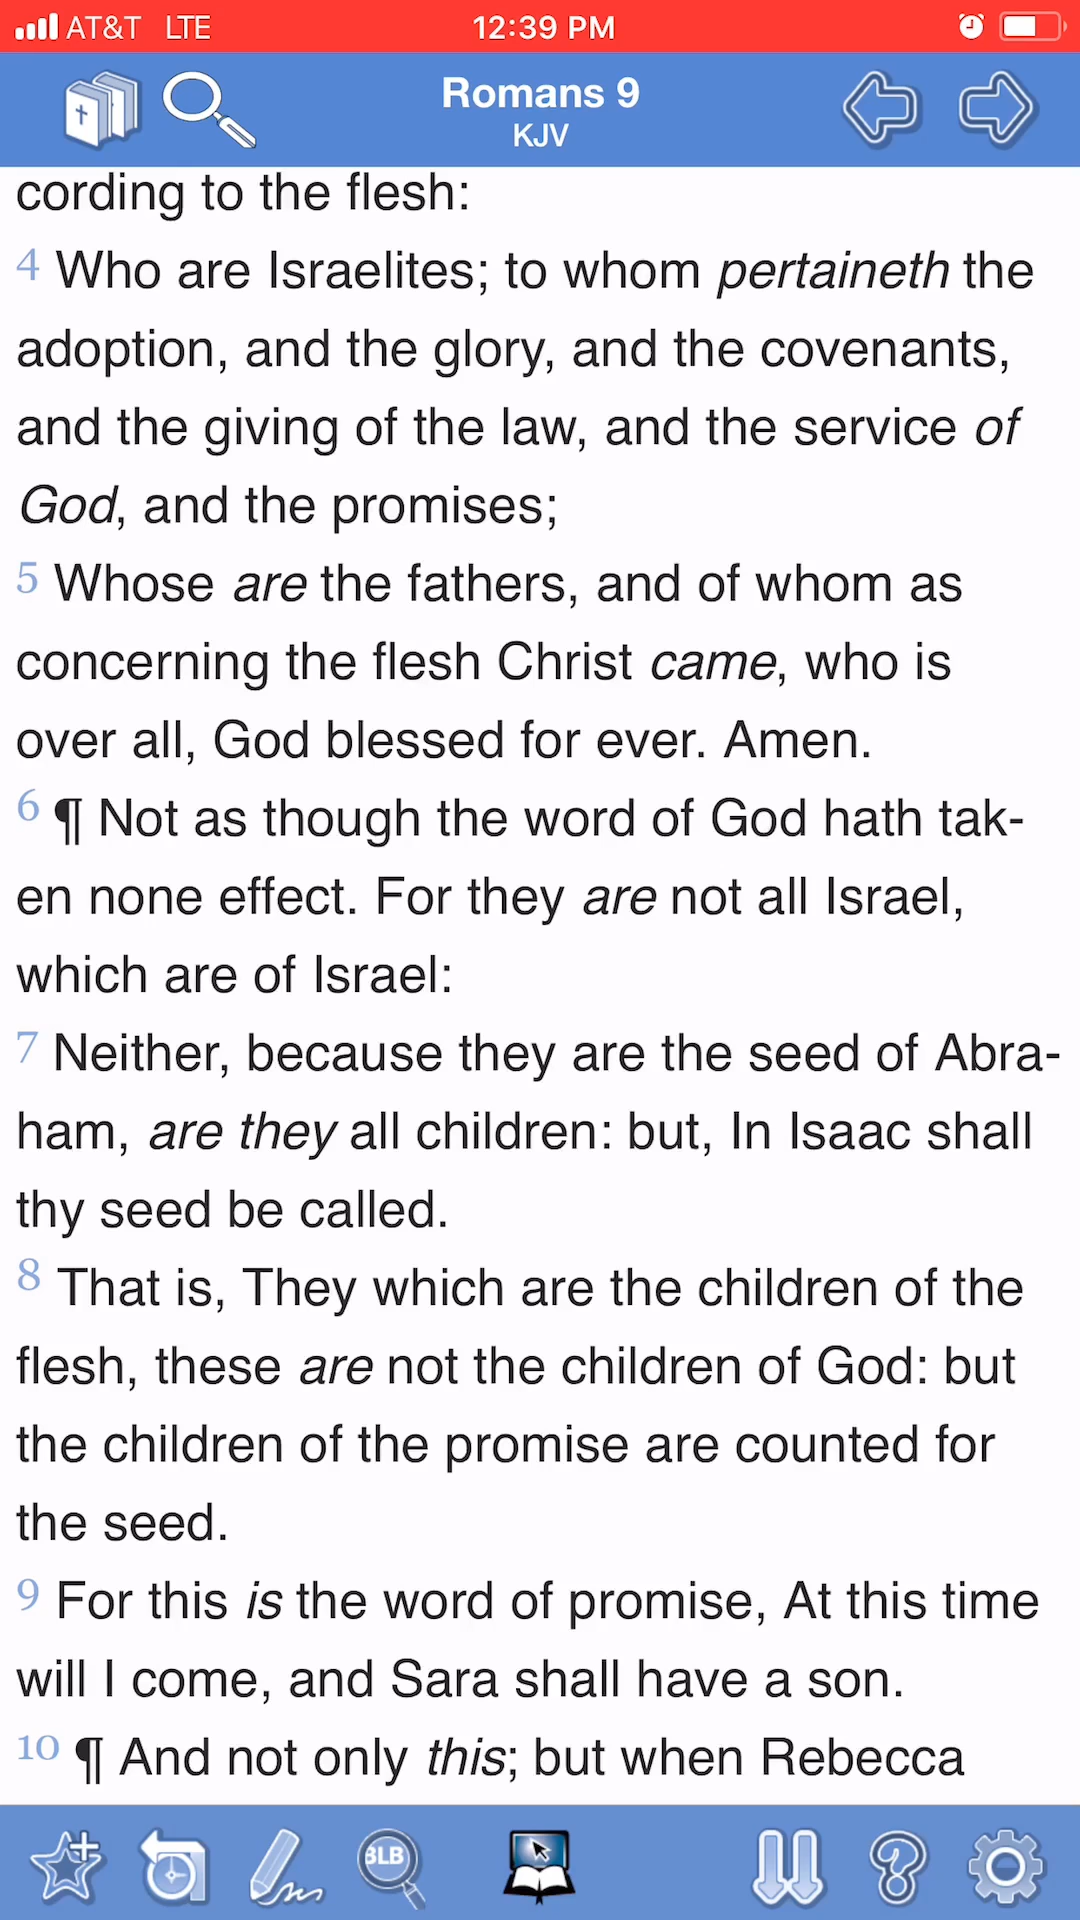 AT&T LTE 12:39 PM
Romans 9
KJV
cording to the flesh:
4 Who are Israelites; to whom pertaineth the
adoption, and the glory, and the covenants,
and the giving of the law, and the service of
God, and the promises;
5 Whose are the fathers, and of whom as
concerning the flesh Christ came, who is
over all, God blessed for ever. Amen.
6 ¶ Not as though the word of God hath tak-
en none effect. For they are not all Israel,
which are of Israel:
7 Neither, because they are the seed of Abra-
ham, are they all children: but, In Isaac shall
thy seed be called.
8 That is, They which are the children of the
flesh, these are not the children of God: but
the children of the promise are counted for
the seed.
9 For this is the word of promise, At this time
will I come, and Sara shall have a son.
10 ¶ And not only this; but when Rebecca
BLB